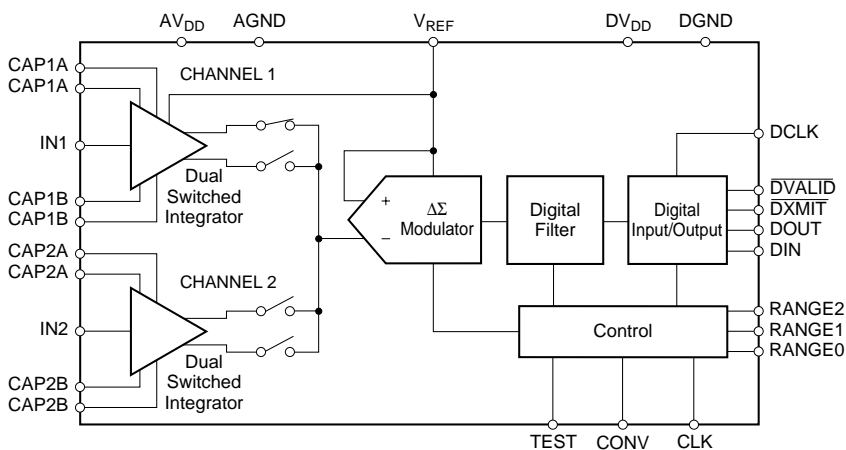 AVDD AGND VREF DVDD DGND
CAP1A
CAP1A
CHANNEL 1
IN1
Dual
Switched
Integrator
CAP1B
CAP1B
CAP2A
CAP2A
CHANNEL 2
IN2
Dual
Switched
Integrator
CAP2B
CAP2B
+
−
ΔΣ
Modulator
Digital
Filter
Digital
Input/Output
Control
DCLK
DVALID
DXMIT
DOUT
DIN
RANGE2
RANGE1
RANGE0
TEST CONV CLK